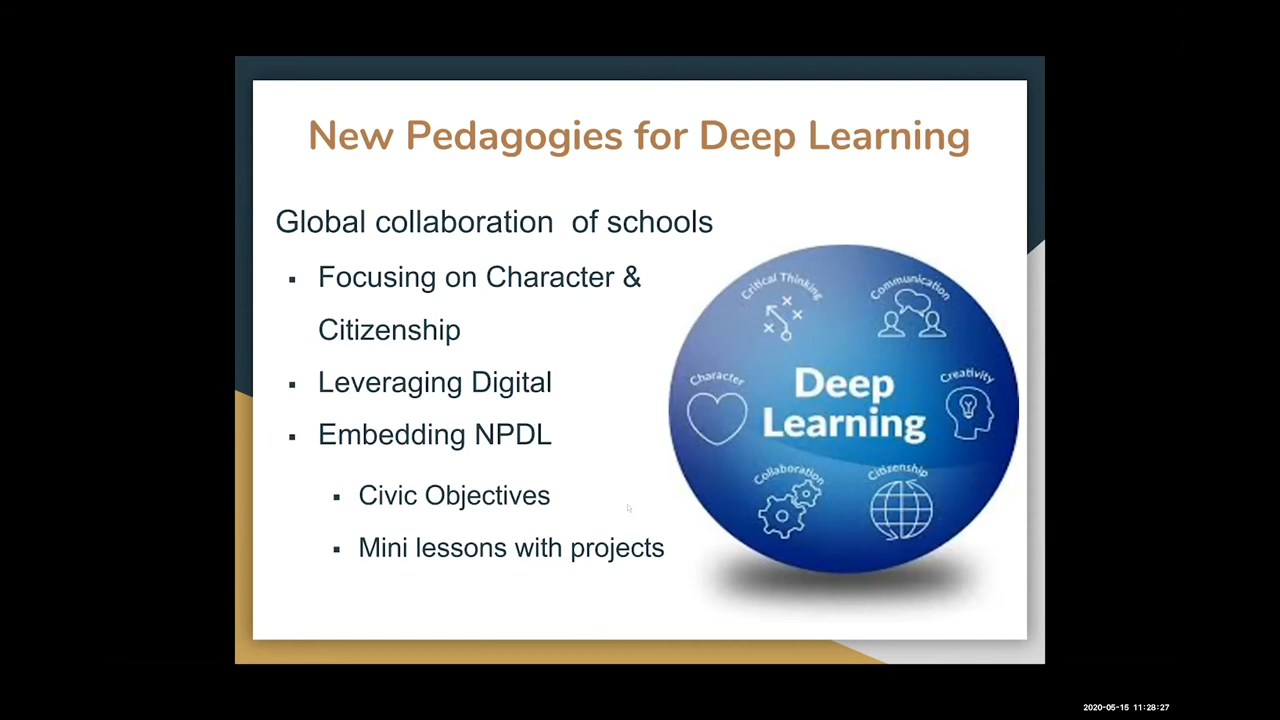 New Pedagogies for Deep Learning
Global collaboration of schools
▪ Focusing on Character &
Citizenship
▪ Leveraging Digital
▪ Embedding NPDL
▪ Civic Objectives
▪ Mini lessons with projects
Critical Thinking
Communication
Character
Deep
Learning
Creativity
Collaboration
Citizenship
2020-05-15 11:28:27